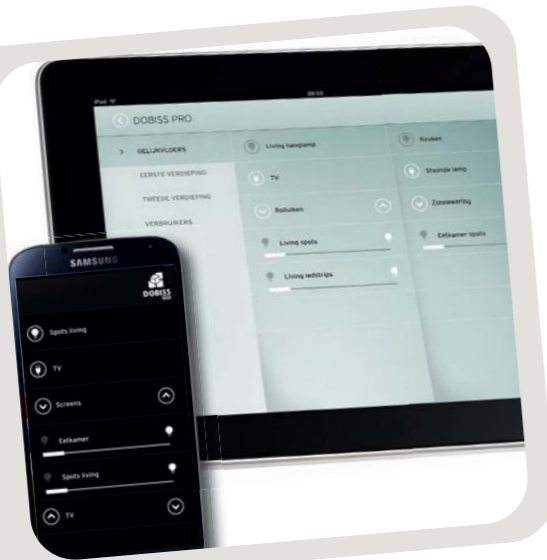 iPad
09:53
DOBISS PRO
GELIJKVLOERS
EERSTE VERDIEPING
TWEEDE VERDIEPING
VERBRUIKERS
Living hanglamp
TV
Rolluiken
Living spots
Living ledstrips
Keuken
Staande lamp
Zonnewering
Eetkamer spots
SAMSUNG
DOBISS
Spots living
TV
Screens
Eetkamer
Spots living
TV